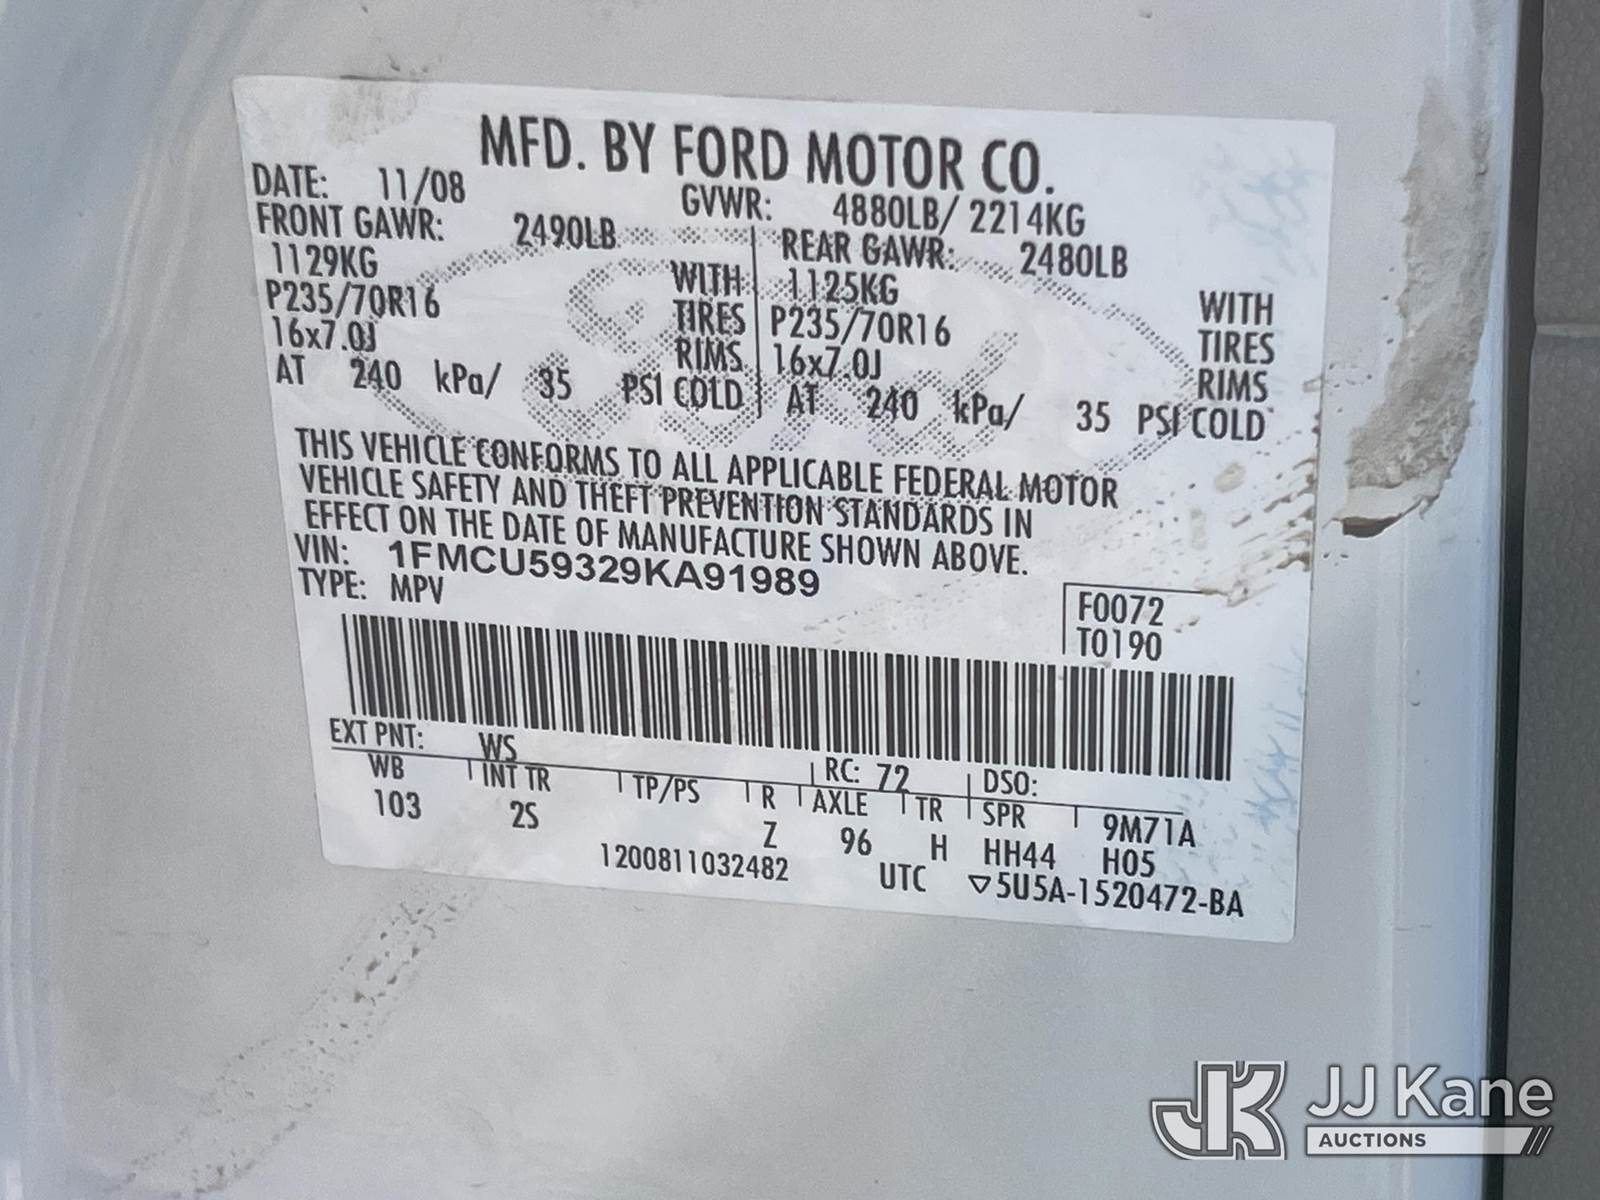 MFD. BY FORD MOTOR CO.
DATE: 11/08 GVWR: 4880LB/ 2214KG
FRONT GAWR: 2490LB REAR GAWR: 2480LB
1129KG WITH 1125KG WITH
P235/70R16 TIRES P235/70R16 TIRES
16x7.0J RIMS 16x7.0J RIMS
AT 240 kPa/ 35 PSI COLD AT 240 kPa/ 35 PSI COLD
THIS VEHICLE CONFORMS TO ALL APPLICABLE FEDERAL MOTOR
VEHICLE SAFETY AND THEFT PREVENTION STANDARDS IN
EFFECT ON THE DATE OF MANUFACTURE SHOWN ABOVE.
VIN: 1FMCU59329KA91989
TYPE: MPV
F0072
T0190
EXT PNT: WS RC: 72 DSO:
WB INT TR TP/PS R AXLE TR SPR 9M71A
103 2S Z 96 H HH44 H05
1200811032482 UTC ▽5U5A-1520472-BA
Ford
JK JJ Kane
AUCTIONS